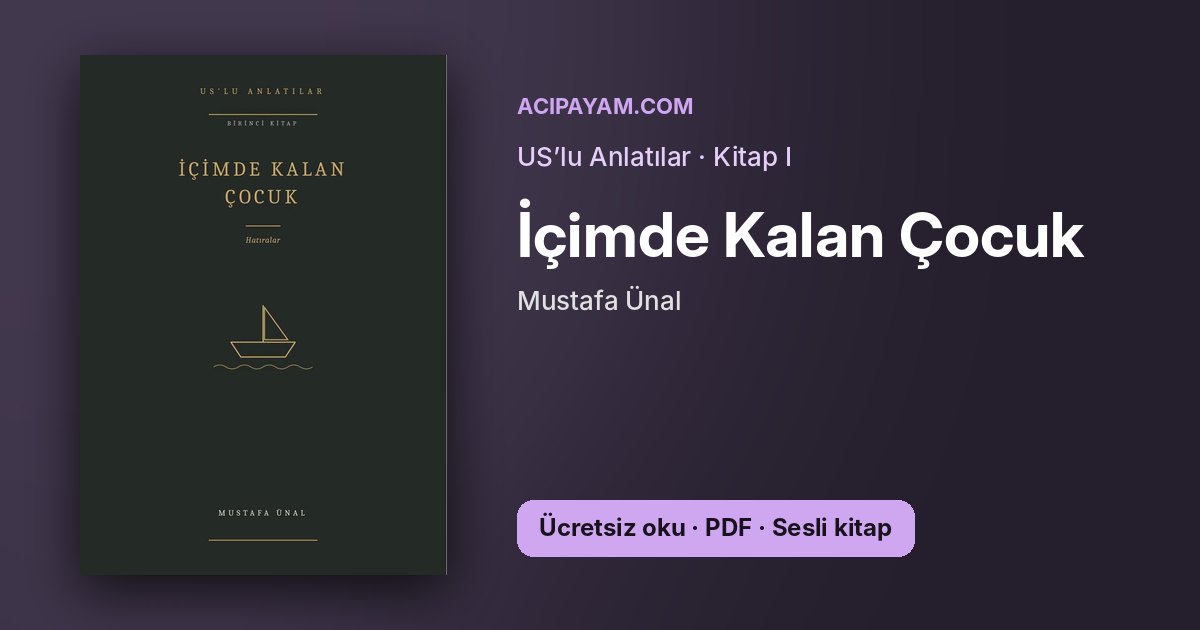 US'LU ANLATILAR
BİRİNCİ KİTAP
İÇİMDE KALAN
ÇOCUK
Hatıralar
MUSTAFA ÜNAL
ACIPAYAM.COM
US’lu Anlatılar · Kitap I
İçimde Kalan Çocuk
Mustafa Ünal
Ücretsiz oku · PDF · Sesli kitap